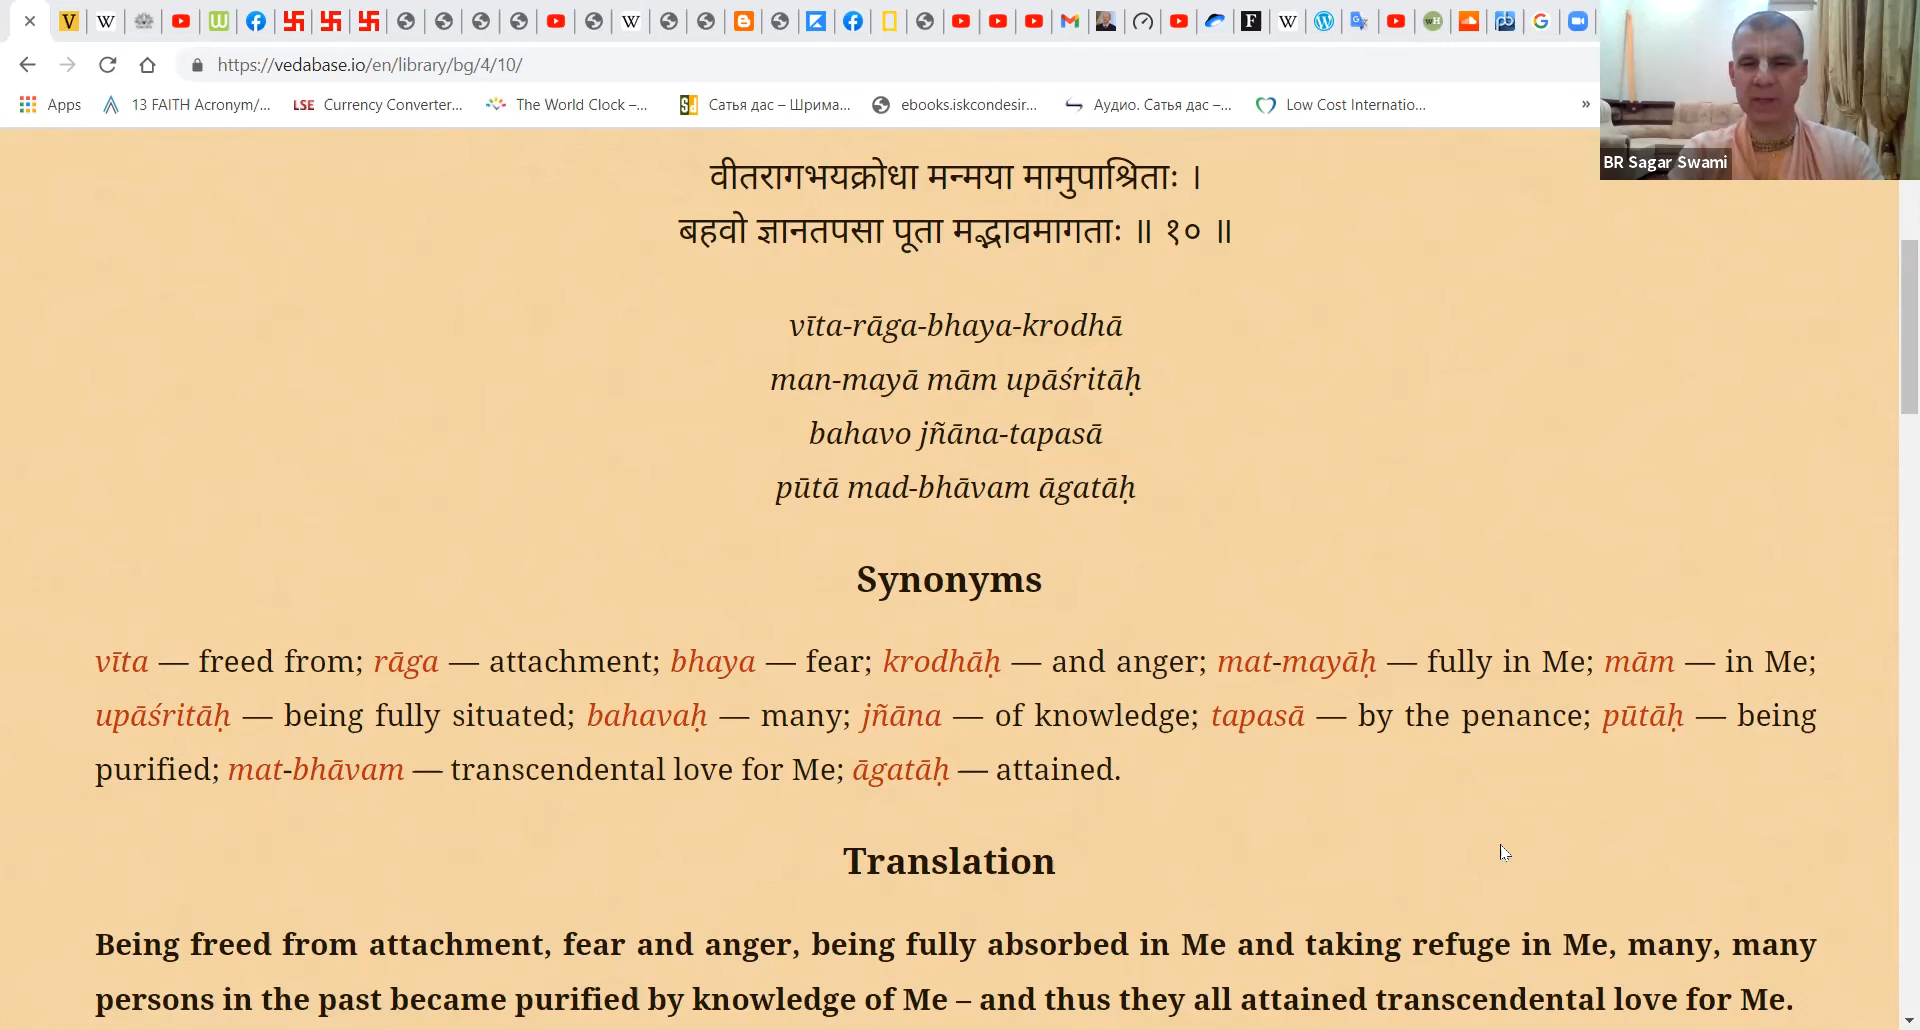 https://vedabase.io/en/library/bg/4/10/
Apps 13 FAITH Acronym/... LSE Currency Converter... The World Clock –... Сатья дас – Шрима... ebooks.iskcondesir... Аудио. Сатья дас –... Low Cost Internatio... »
BR Sagar Swami
वीतरागभयक्रोधा मन्मया मामुपाश्रिताः ।
बहवो ज्ञानतपसा पूता मद्भावमागताः ॥ १० ॥
vīta-rāga-bhaya-krodhā
man-mayā mām upāśritāḥ
bahavo jñāna-tapasā
pūtā mad-bhāvam āgatāḥ
Synonyms
vīta — freed from; rāga — attachment; bhaya — fear; krodhāḥ — and anger; mat-mayāḥ — fully in Me; mām — in Me;
upāśritāḥ — being fully situated; bahavaḥ — many; jñāna — of knowledge; tapasā — by the penance; pūtāḥ — being
purified; mat-bhāvam — transcendental love for Me; āgatāḥ — attained.
Translation
Being freed from attachment, fear and anger, being fully absorbed in Me and taking refuge in Me, many, many
persons in the past became purified by knowledge of Me – and thus they all attained transcendental love for Me.